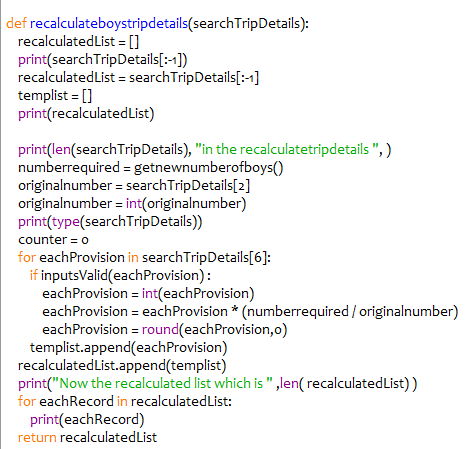 def recalculateboystripdetails(searchTripDetails):
recalculatedList = []
print(searchTripDetails[:-1])
recalculatedList = searchTripDetails[:-1]
templist = []
print(recalculatedList)
print(len(searchTripDetails), "in the recalculatetripdetails ", )
numberrequired = getnewnumberofboys()
originalnumber = searchTripDetails[2]
originalnumber = int(originalnumber)
print(type(searchTripDetails))
counter = 0
for eachProvision in searchTripDetails[6]:
if inputsValid(eachProvision) :
eachProvision = int(eachProvision)
eachProvision = eachProvision * (numberrequired / originalnumber)
eachProvision = round(eachProvision,0)
templist.append(eachProvision)
recalculatedList.append(templist)
print("Now the recalculated list which is " ,len( recalculatedList) )
for eachRecord in recalculatedList:
print(eachRecord)
return recalculatedList